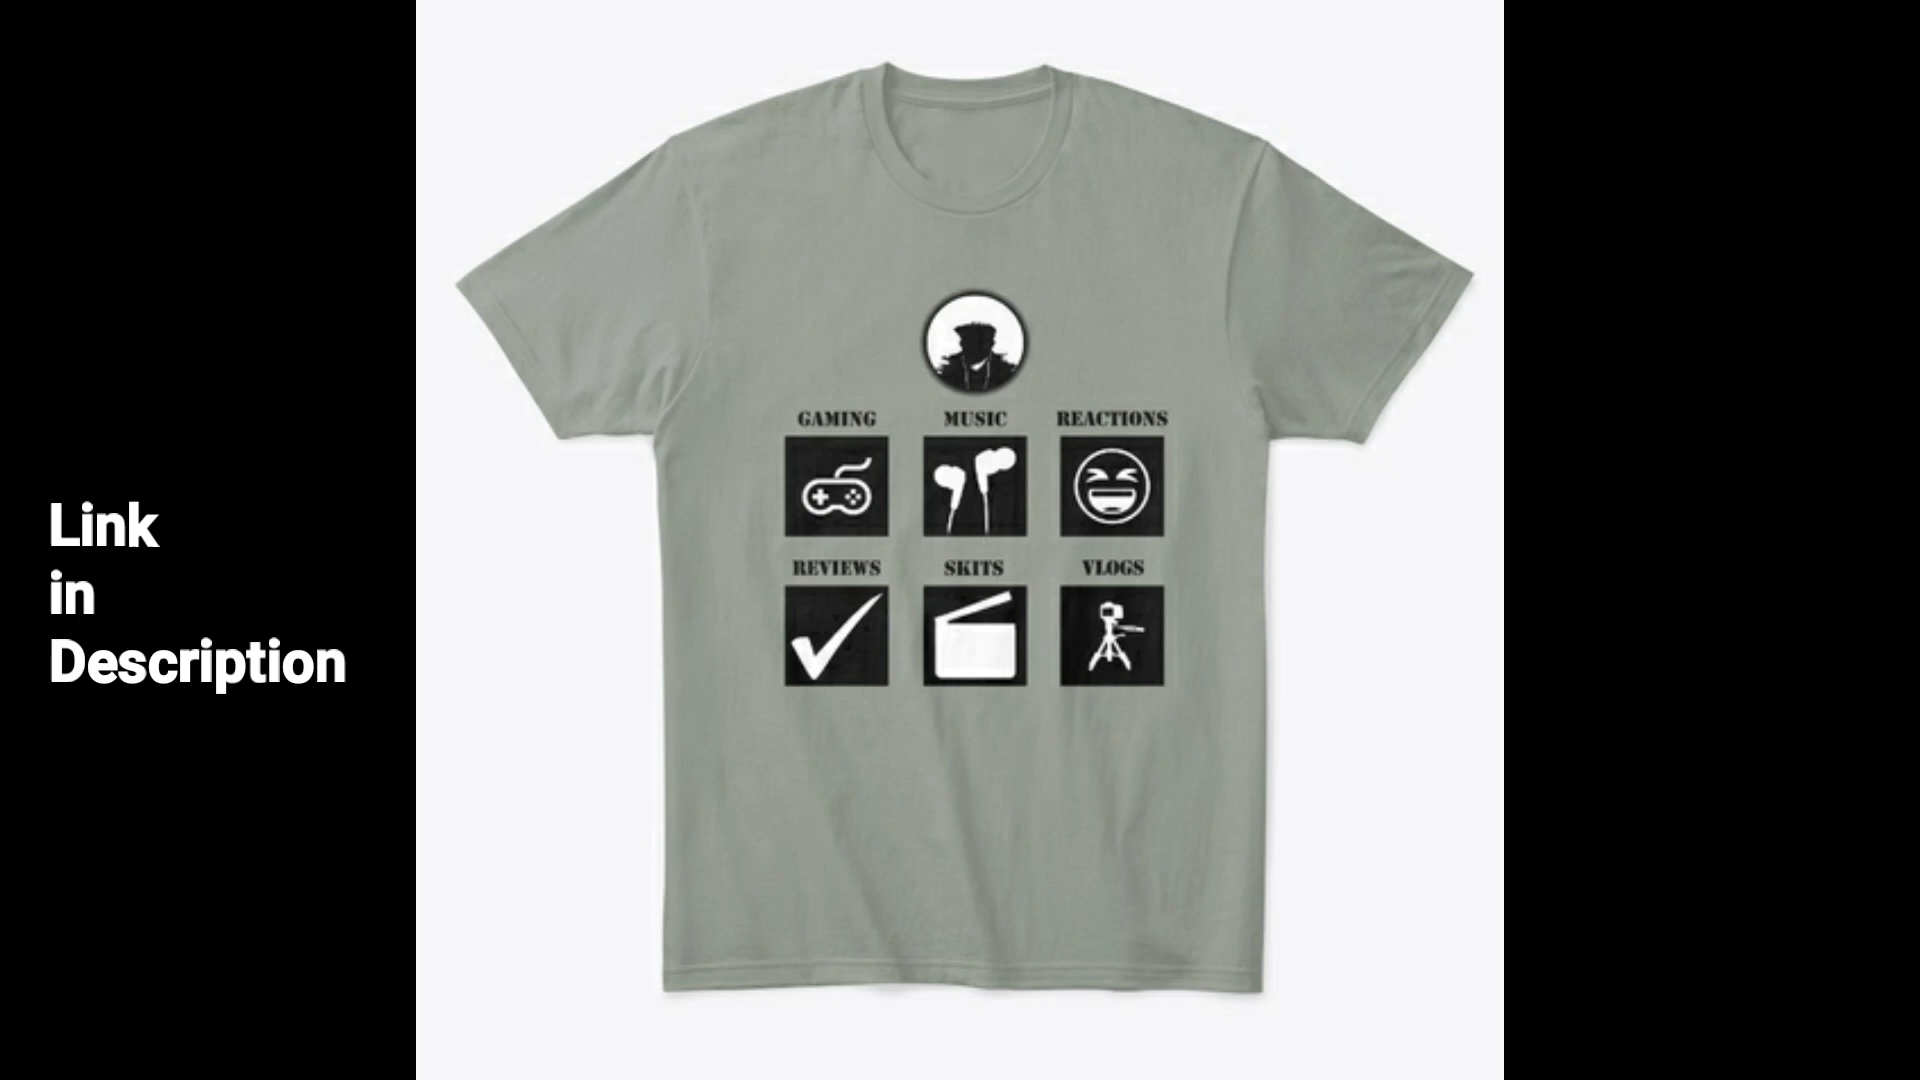 Link
in
Description
GAMING MUSIC REACTIONS
REVIEWS SKITS VLOGS